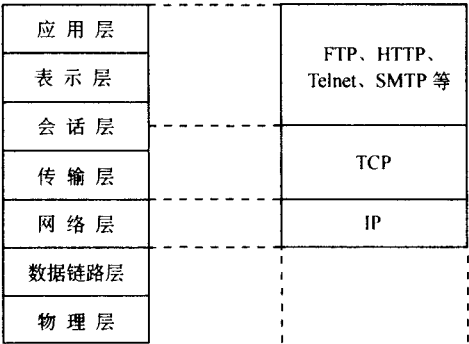 应用层
表示层
会话层
传输层
网络层
数据链路层
物理层
FTP、HTTP、
Telnet、SMTP 等
TCP
IP